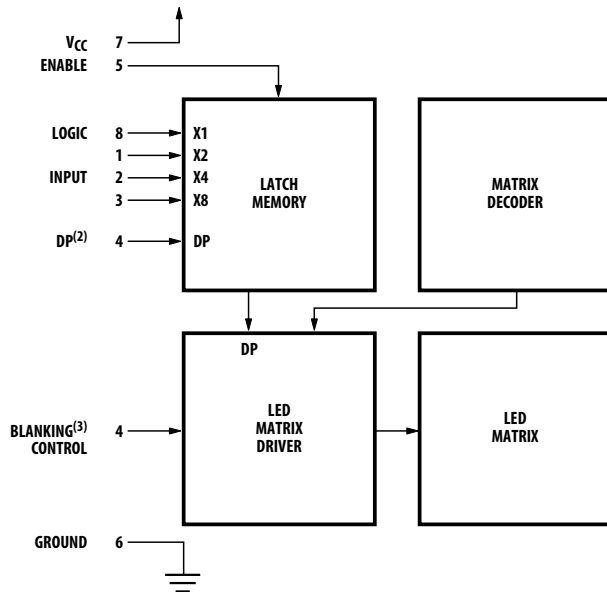 VCC 7
ENABLE 5
LOGIC 8 X1
1 X2
INPUT 2 X4
3 X8
DP(2) 4 DP
LATCH
MEMORY
MATRIX
DECODER
DP
BLANKING(3) 4
CONTROL
LED
MATRIX
DRIVER
LED
MATRIX
GROUND 6